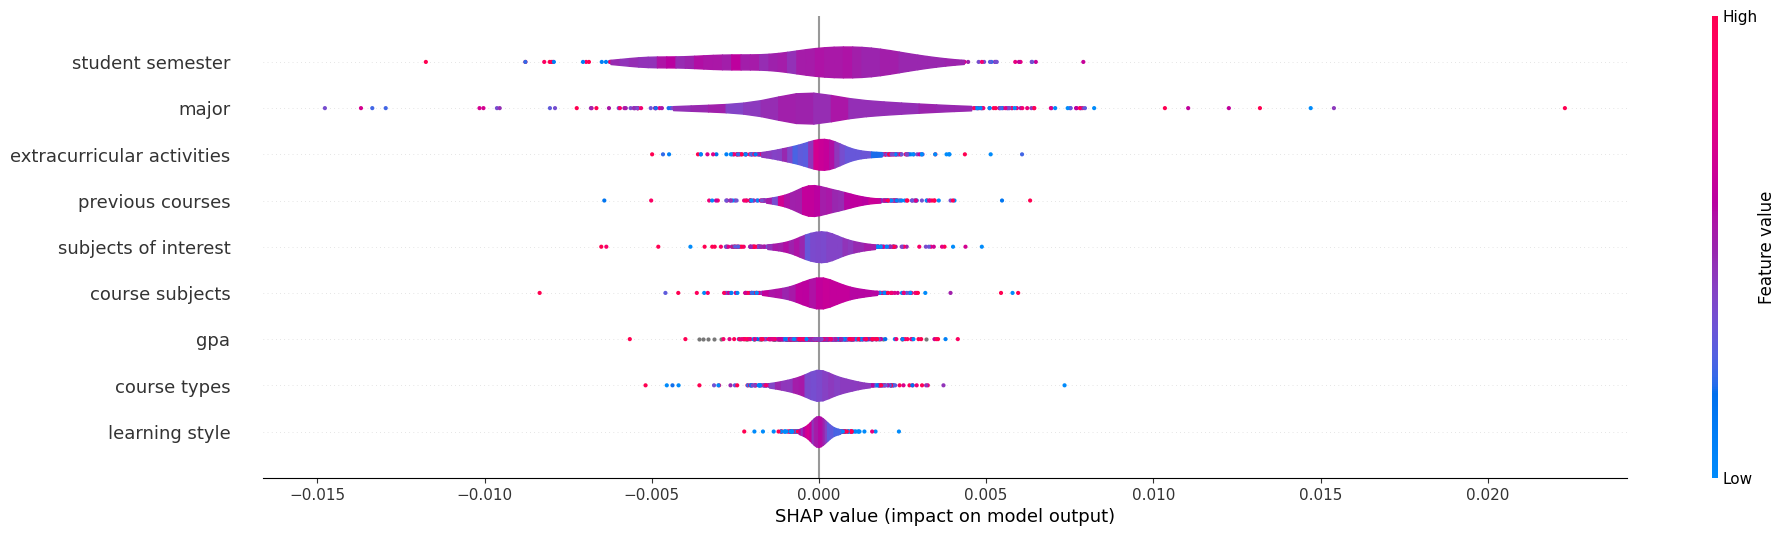 High
student semester
major
extracurricular activities
previous courses
subjects of interest
course subjects
gpa
course types
learning style
Feature value
Low
−0.015 −0.010 −0.005 0.000 0.005 0.010 0.015 0.020
SHAP value (impact on model output)